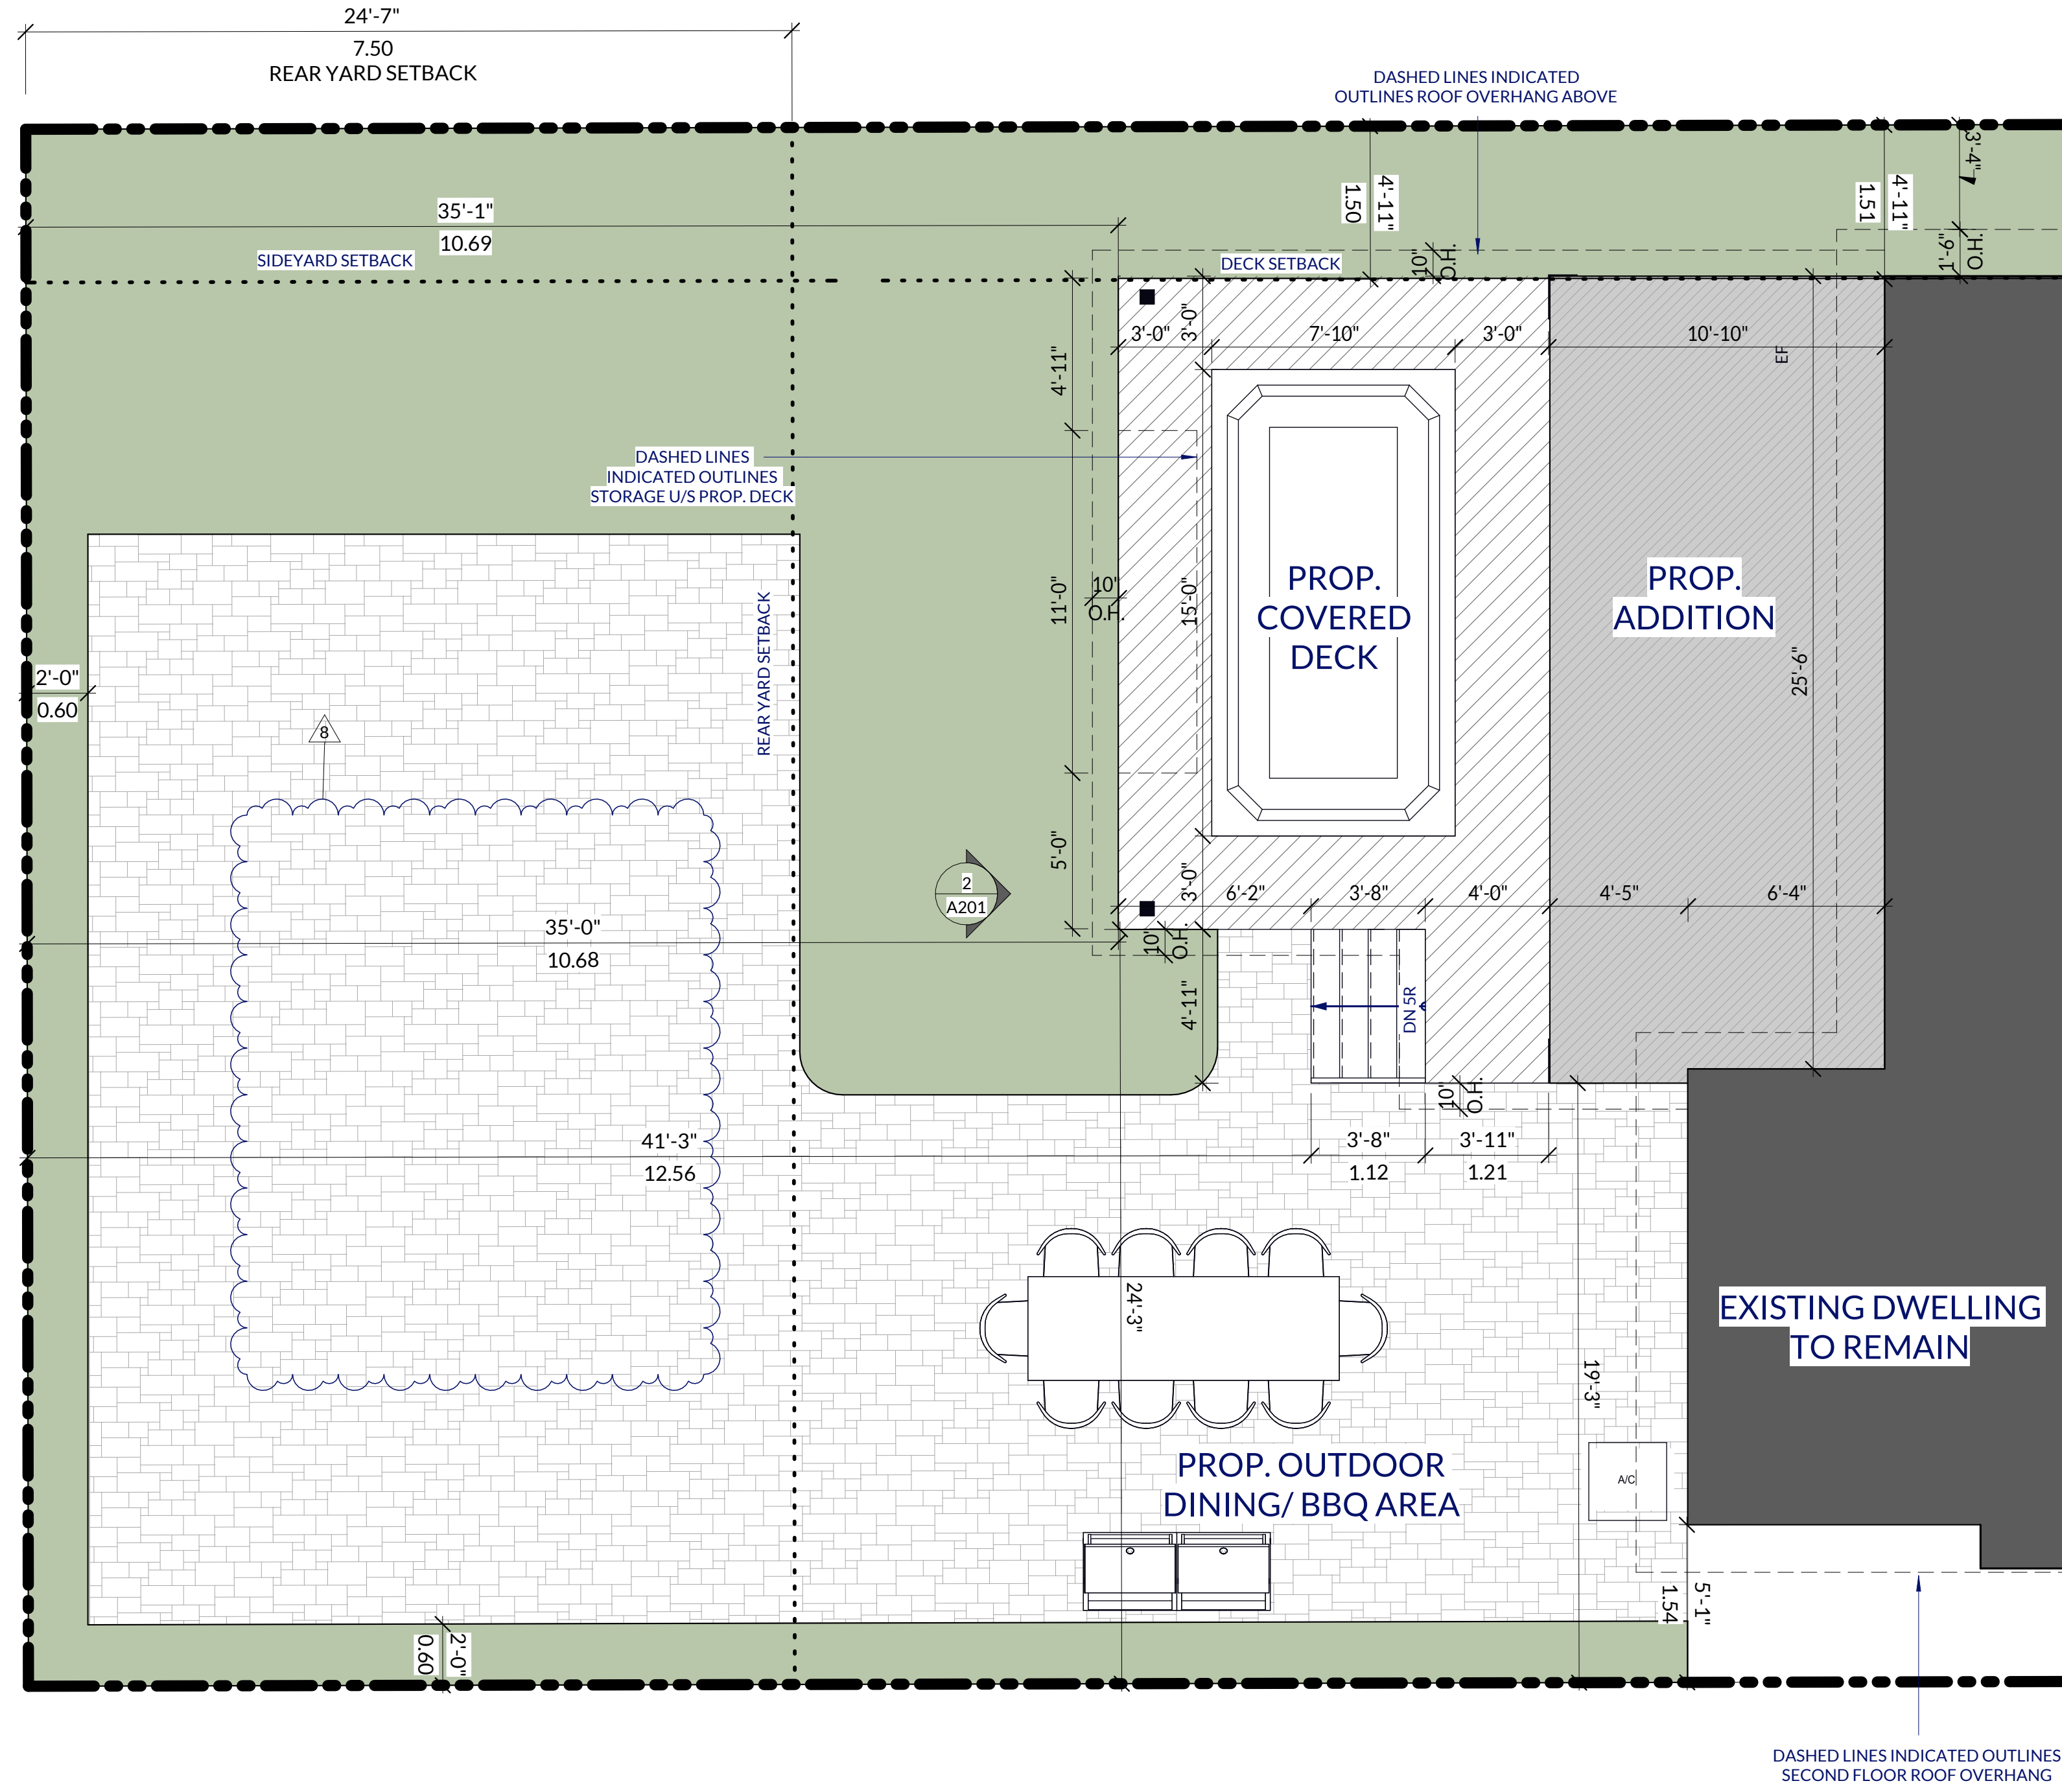 24'-7"
7.50
REAR YARD SETBACK
DASHED LINES INDICATED
OUTLINES ROOF OVERHANG ABOVE
3'-4"
35'-1"
10.69
1.50
4'-11"
1.51
4'-11"
1'-9"
O.H.
SIDEYARD SETBACK
DECK SETBACK
10"
O.H.
3'-0"
3'-0"
7'-10"
3'-0"
10'-10"
EF
4'-11"
DASHED LINES
INDICATED OUTLINES
STORAGE U/S PROP. DECK
11'-0"
10'
O.H.
15'-0"
PROP.
COVERED
DECK
PROP.
ADDITION
25'-6"
REAR YARD SETBACK
2'-0"
0.60
8
5'-0"
2
A201
3'-0"
6'-2"
3'-8"
4'-0"
4'-5"
6'-4"
35'-0"
10.68
10'
O.H.
4'-11"
DN 5R
10"
O.H.
41'-3"
12.56
3'-8"
1.12
3'-11"
1.21
24'-3"
EXISTING DWELLING
TO REMAIN
19'-3"
PROP. OUTDOOR
DINING/ BBQ AREA
A/C
1.54
5'-1"
0.60
2'-0"
DASHED LINES INDICATED OUTLINES
SECOND FLOOR ROOF OVERHANG